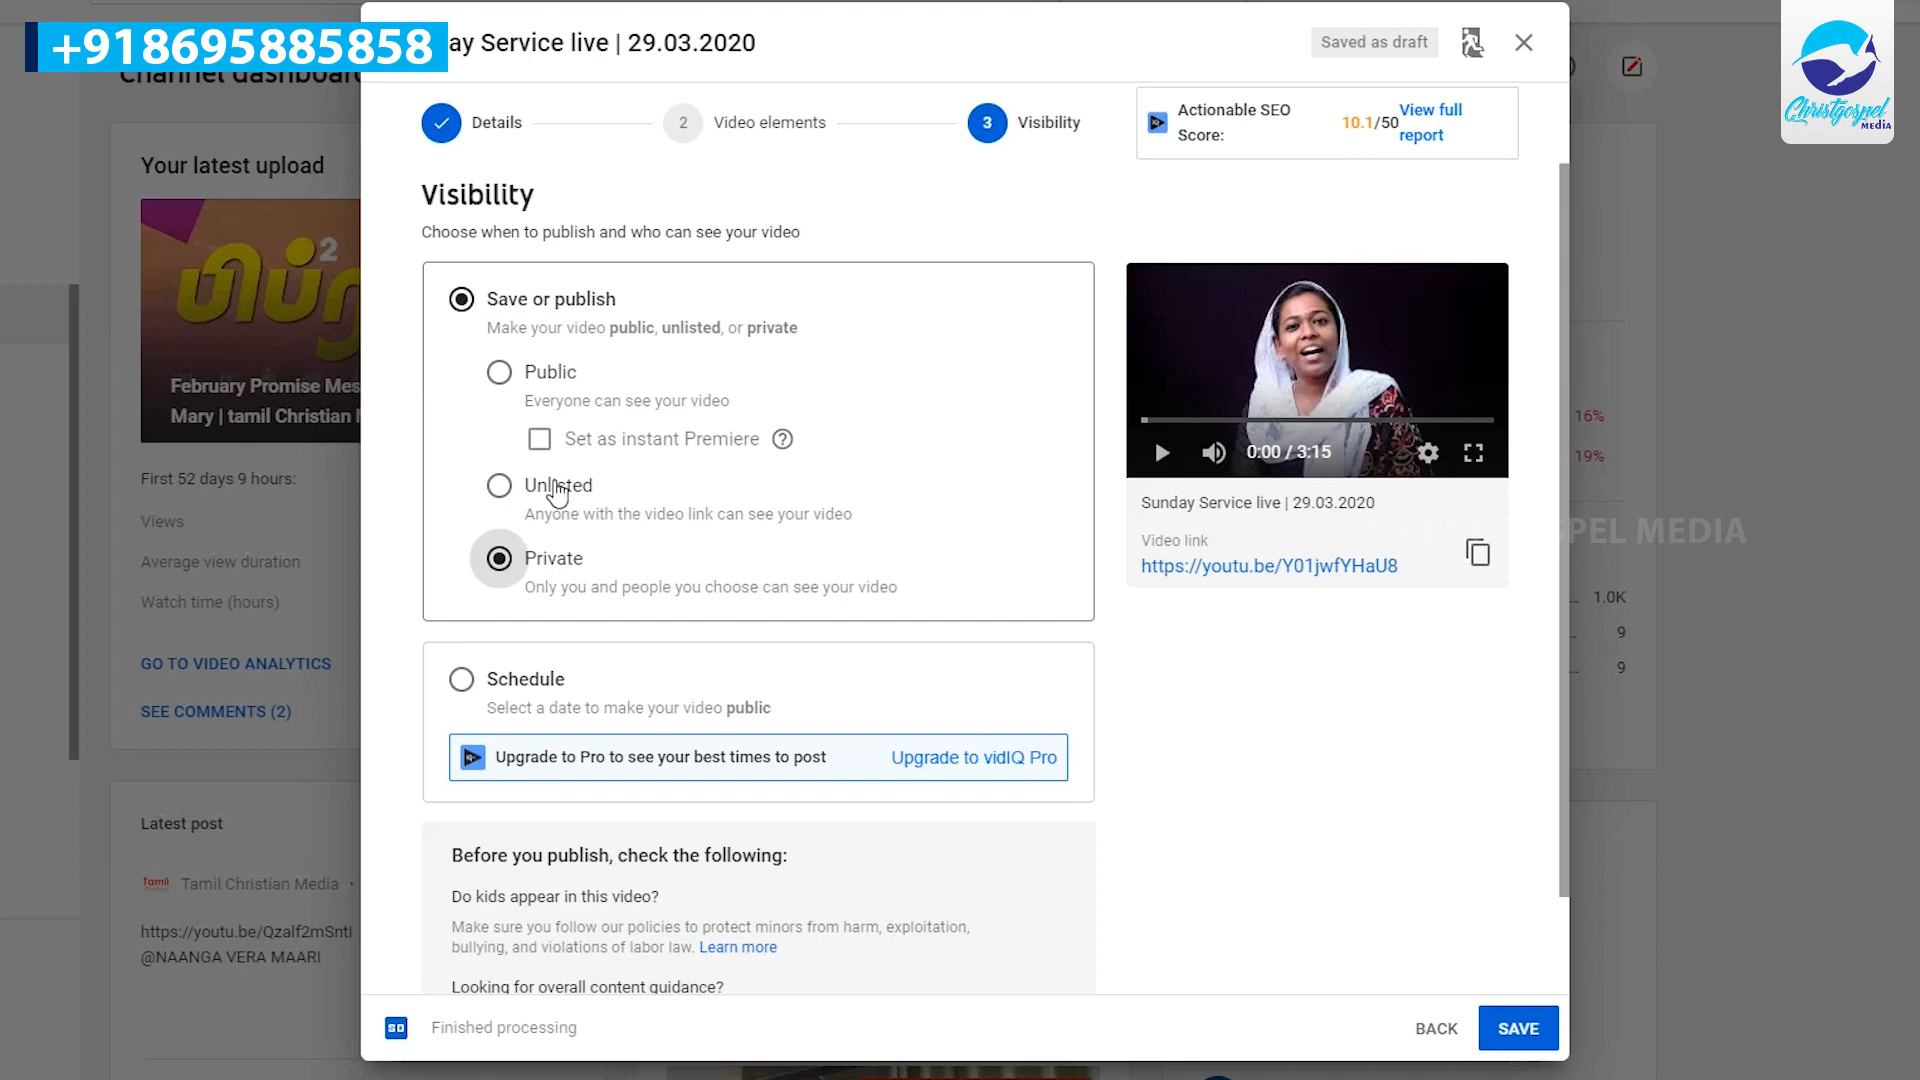 +918695885858
ay Service live | 29.03.2020
Saved as draft
Christgospel
MEDIA
Channel dashboar
Details
2
Video elements
3
Visibility
Actionable SEO
Score:
10.1/50
View full
report
Your latest upload
பிப்ர
2
February Promise Mes
Mary | tamil Christian
First 52 days 9 hours:
Views
Average view duration
Watch time (hours)
GO TO VIDEO ANALYTICS
SEE COMMENTS (2)
Latest post
Tamil
Tamil Christian Media
https://youtu.be/Qzalf2mSntI
@NAANGA VERA MAARI
Visibility
Choose when to publish and who can see your video
Save or publish
Make your video public, unlisted, or private
Public
Everyone can see your video
Set as instant Premiere
Unlisted
Anyone with the video link can see your video
Private
Only you and people you choose can see your video
Schedule
Select a date to make your video public
Upgrade to Pro to see your best times to post
Upgrade to vidIQ Pro
Before you publish, check the following:
Do kids appear in this video?
Make sure you follow our policies to protect minors from harm, exploitation,
bullying, and violations of labor law. Learn more
Looking for overall content guidance?
0:00 / 3:15
Sunday Service live | 29.03.2020
Video link
https://youtu.be/Y01jwfYHaU8
PEL MEDIA
16%
19%
1.0K
9
9
SD
Finished processing
BACK
SAVE